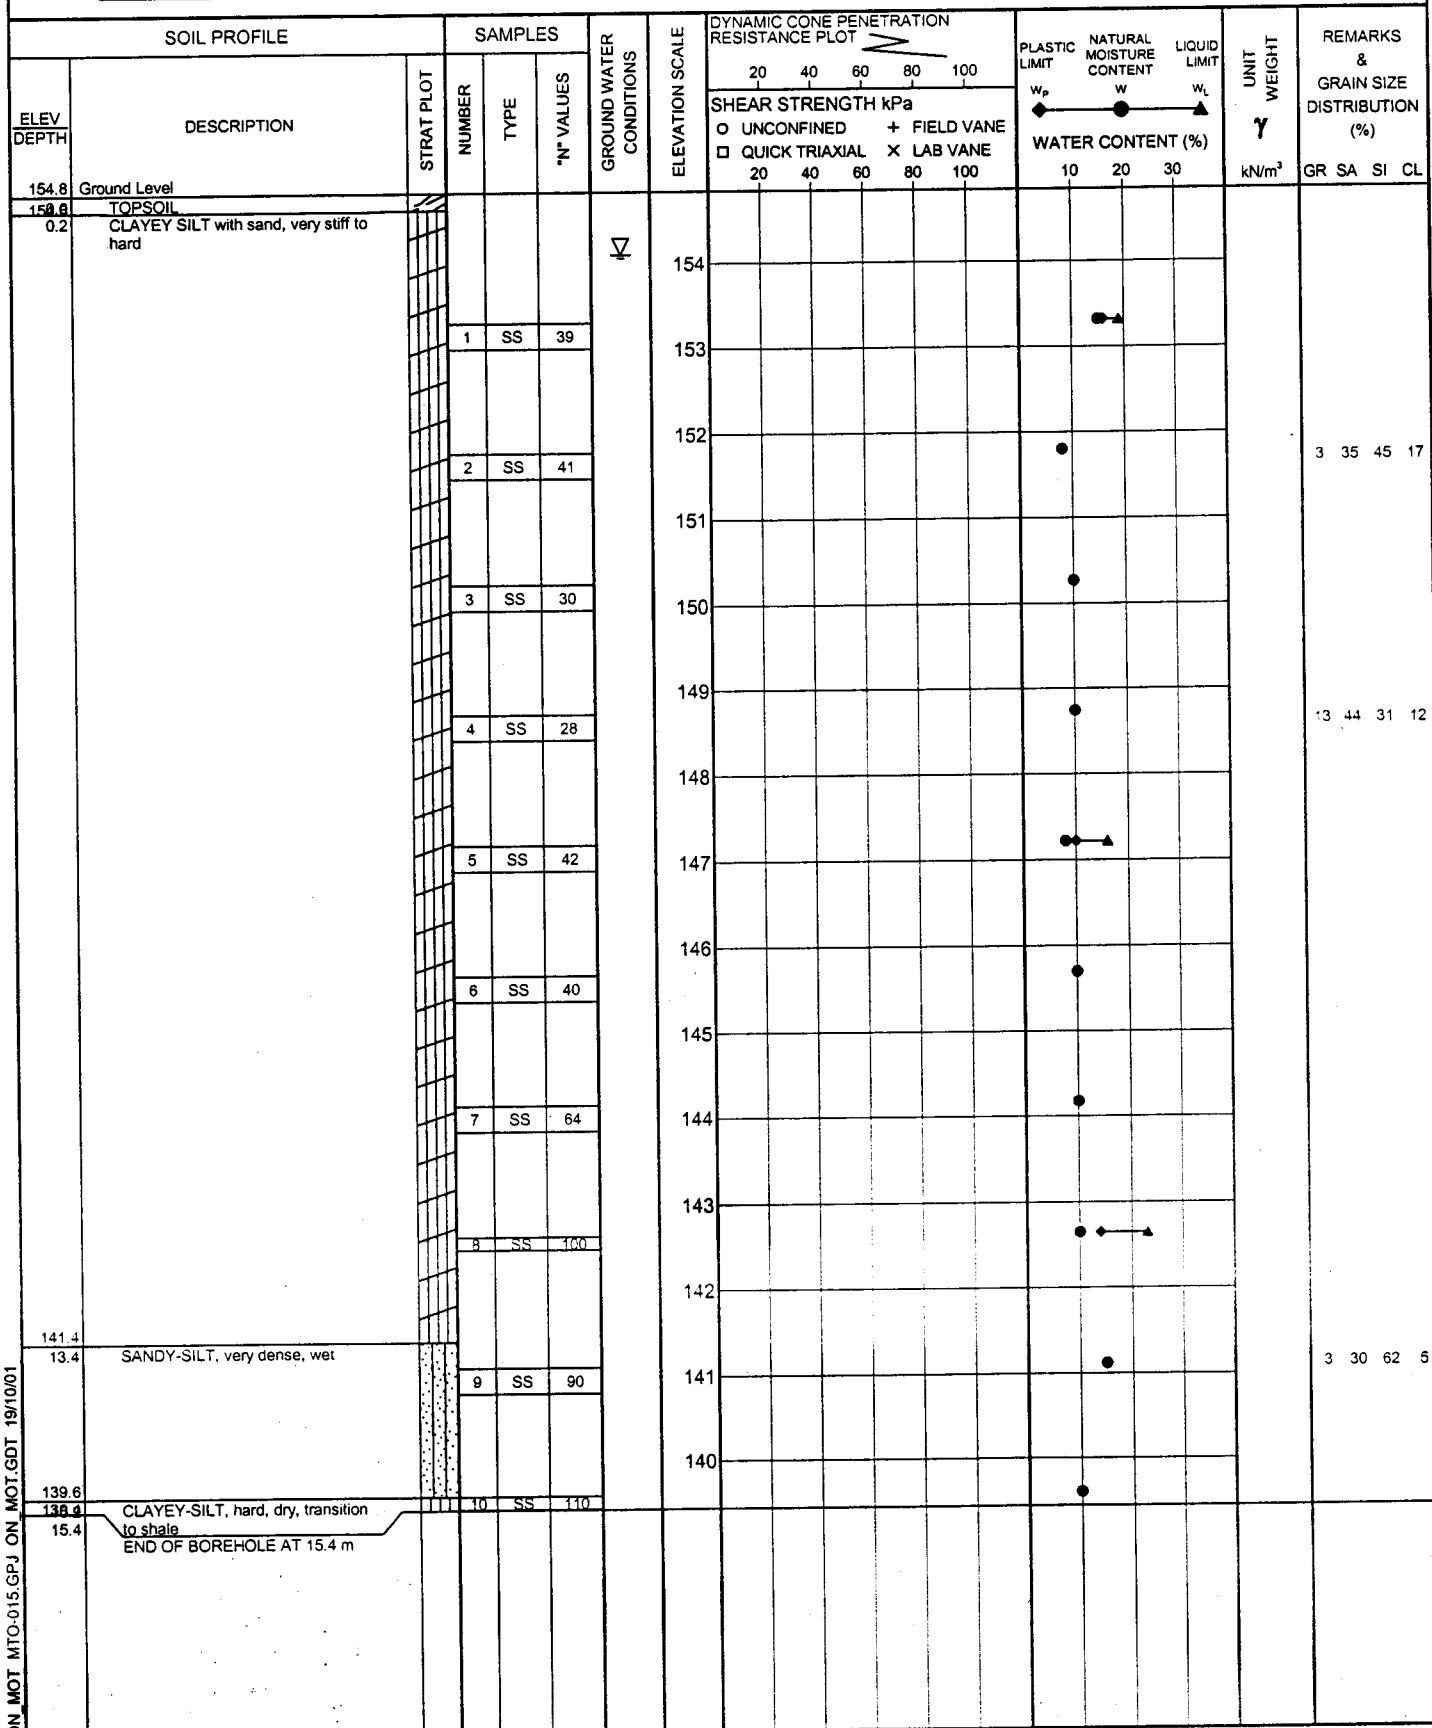 SOIL PROFILE
SAMPLES
GROUND WATER CONDITIONS
ELEVATION SCALE
DYNAMIC CONE PENETRATION
RESISTANCE PLOT
20 40 60 80 100
SHEAR STRENGTH kPa
O UNCONFINED + FIELD VANE
QUICK TRIAXIAL X LAB VANE
20 40 60 80 100
PLASTIC LIMIT
NATURAL MOISTURE CONTENT
LIQUID LIMIT
WP W WL
WATER CONTENT (%)
10 20 30
UNIT WEIGHT
γ
kN/m³
REMARKS
&
GRAIN SIZE
DISTRIBUTION
(%)
GR SA SI CL
ELEV
DEPTH
DESCRIPTION
STRAT PLOT
NUMBER
TYPE
"N" VALUES
154.8 Ground Level
TOPSOIL
0.2 CLAYEY SILT with sand, very stiff to
hard
154
1 SS 39
153
152
2 SS 41
3 35 45 17
151
3 SS 30
150
149
4 SS 28
13 44 31 12
148
5 SS 42
147
146
6 SS 40
145
7 SS 64
144
143
8 SS 100
142
141.4
13.4 SANDY-SILT, very dense, wet
3 30 62 5
9 SS 90
141
140
139.6
CLAYEY-SILT, hard, dry, transition
10 SS 110
15.4 to shale
END OF BOREHOLE AT 15.4 m
ON_MOT MTO-015.GPJ ON_MOT.GDT 19/10/01